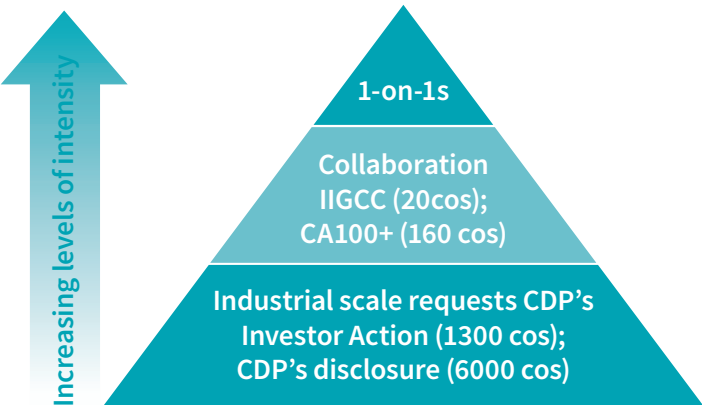 Increasing levels of intensity
1-on-1s
Collaboration
IIGCC (20cos);
CA100+ (160 cos)
Industrial scale requests CDP’s
Investor Action (1300 cos);
CDP’s disclosure (6000 cos)